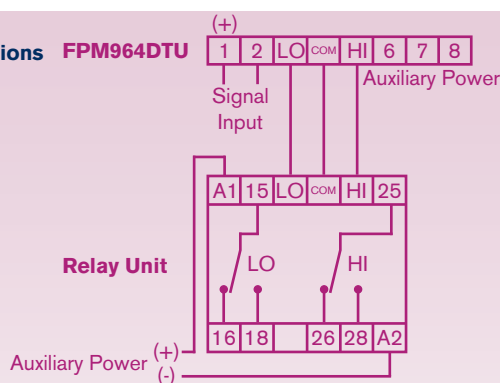 (+)
ions FPM964DTU 1 2 LO COM HI 6 7 8
Auxiliary Power
Signal
Input
A1 15 LO COM HI 25
Relay Unit LO HI
16 18 26 28 A2
Auxiliary Power (+)
(-)